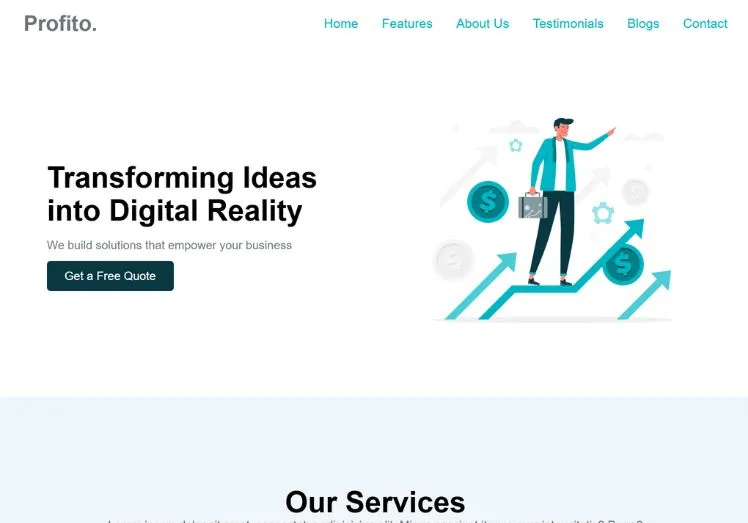 Profito.
Home Features About Us Testimonials Blogs Contact
Transforming Ideas
into Digital Reality
We build solutions that empower your business
Get a Free Quote
$
$
Our Services